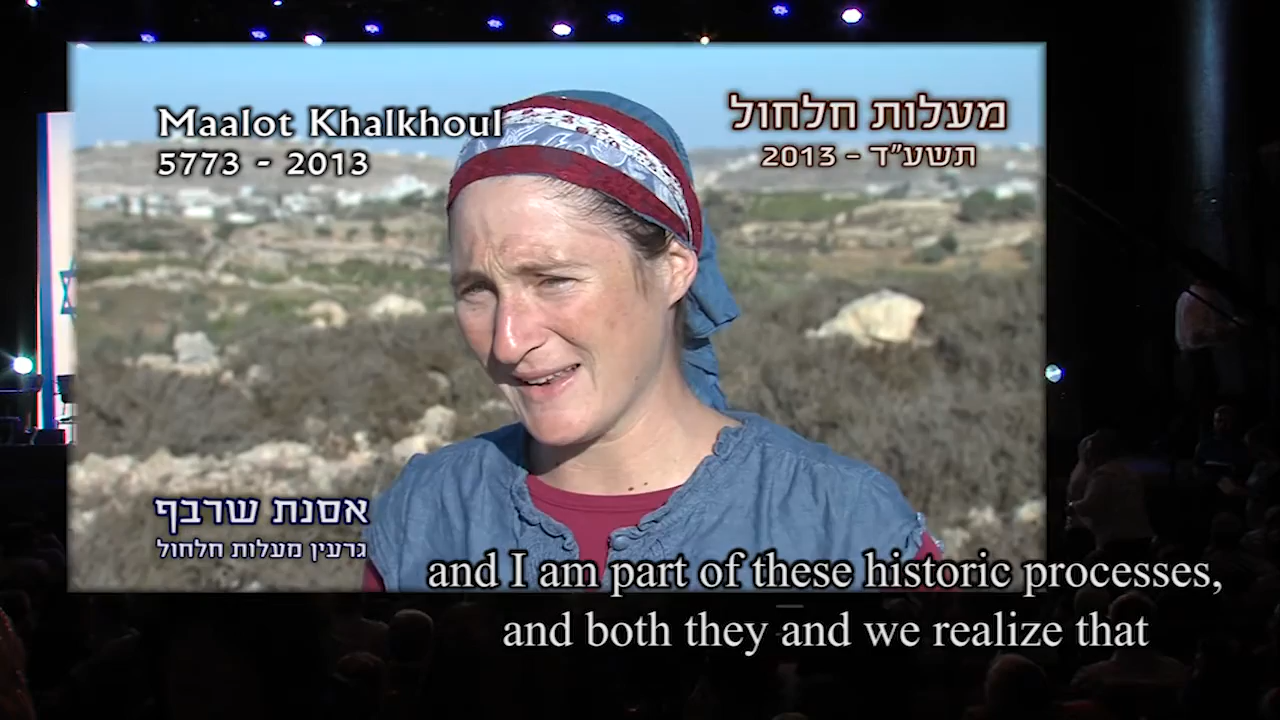 Maalot Khalkhoul
5773 - 2013
מעלות חלחול
תשע"ד - 2013
אסנת שרבף
גרעין מעלות חלחול
and I am part of these historic processes,
and both they and we realize that